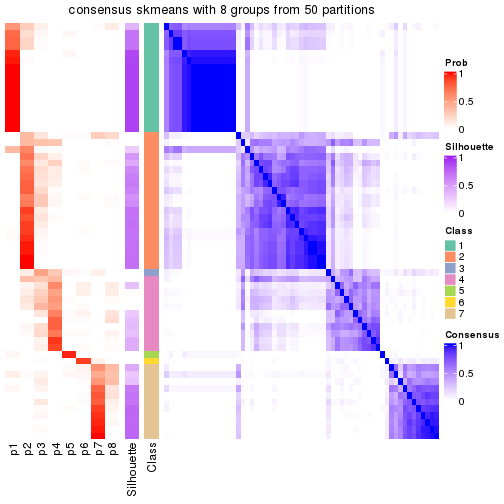 consensus skmeans with 8 groups from 50 partitions
Prob
1
0.5
0
Silhouette
1
0.5
0
Class
1
2
3
4
5
6
7
Consensus
1
0.5
0
p1
p2
p3
p4
p5
p6
p7
p8
Silhouette
Class